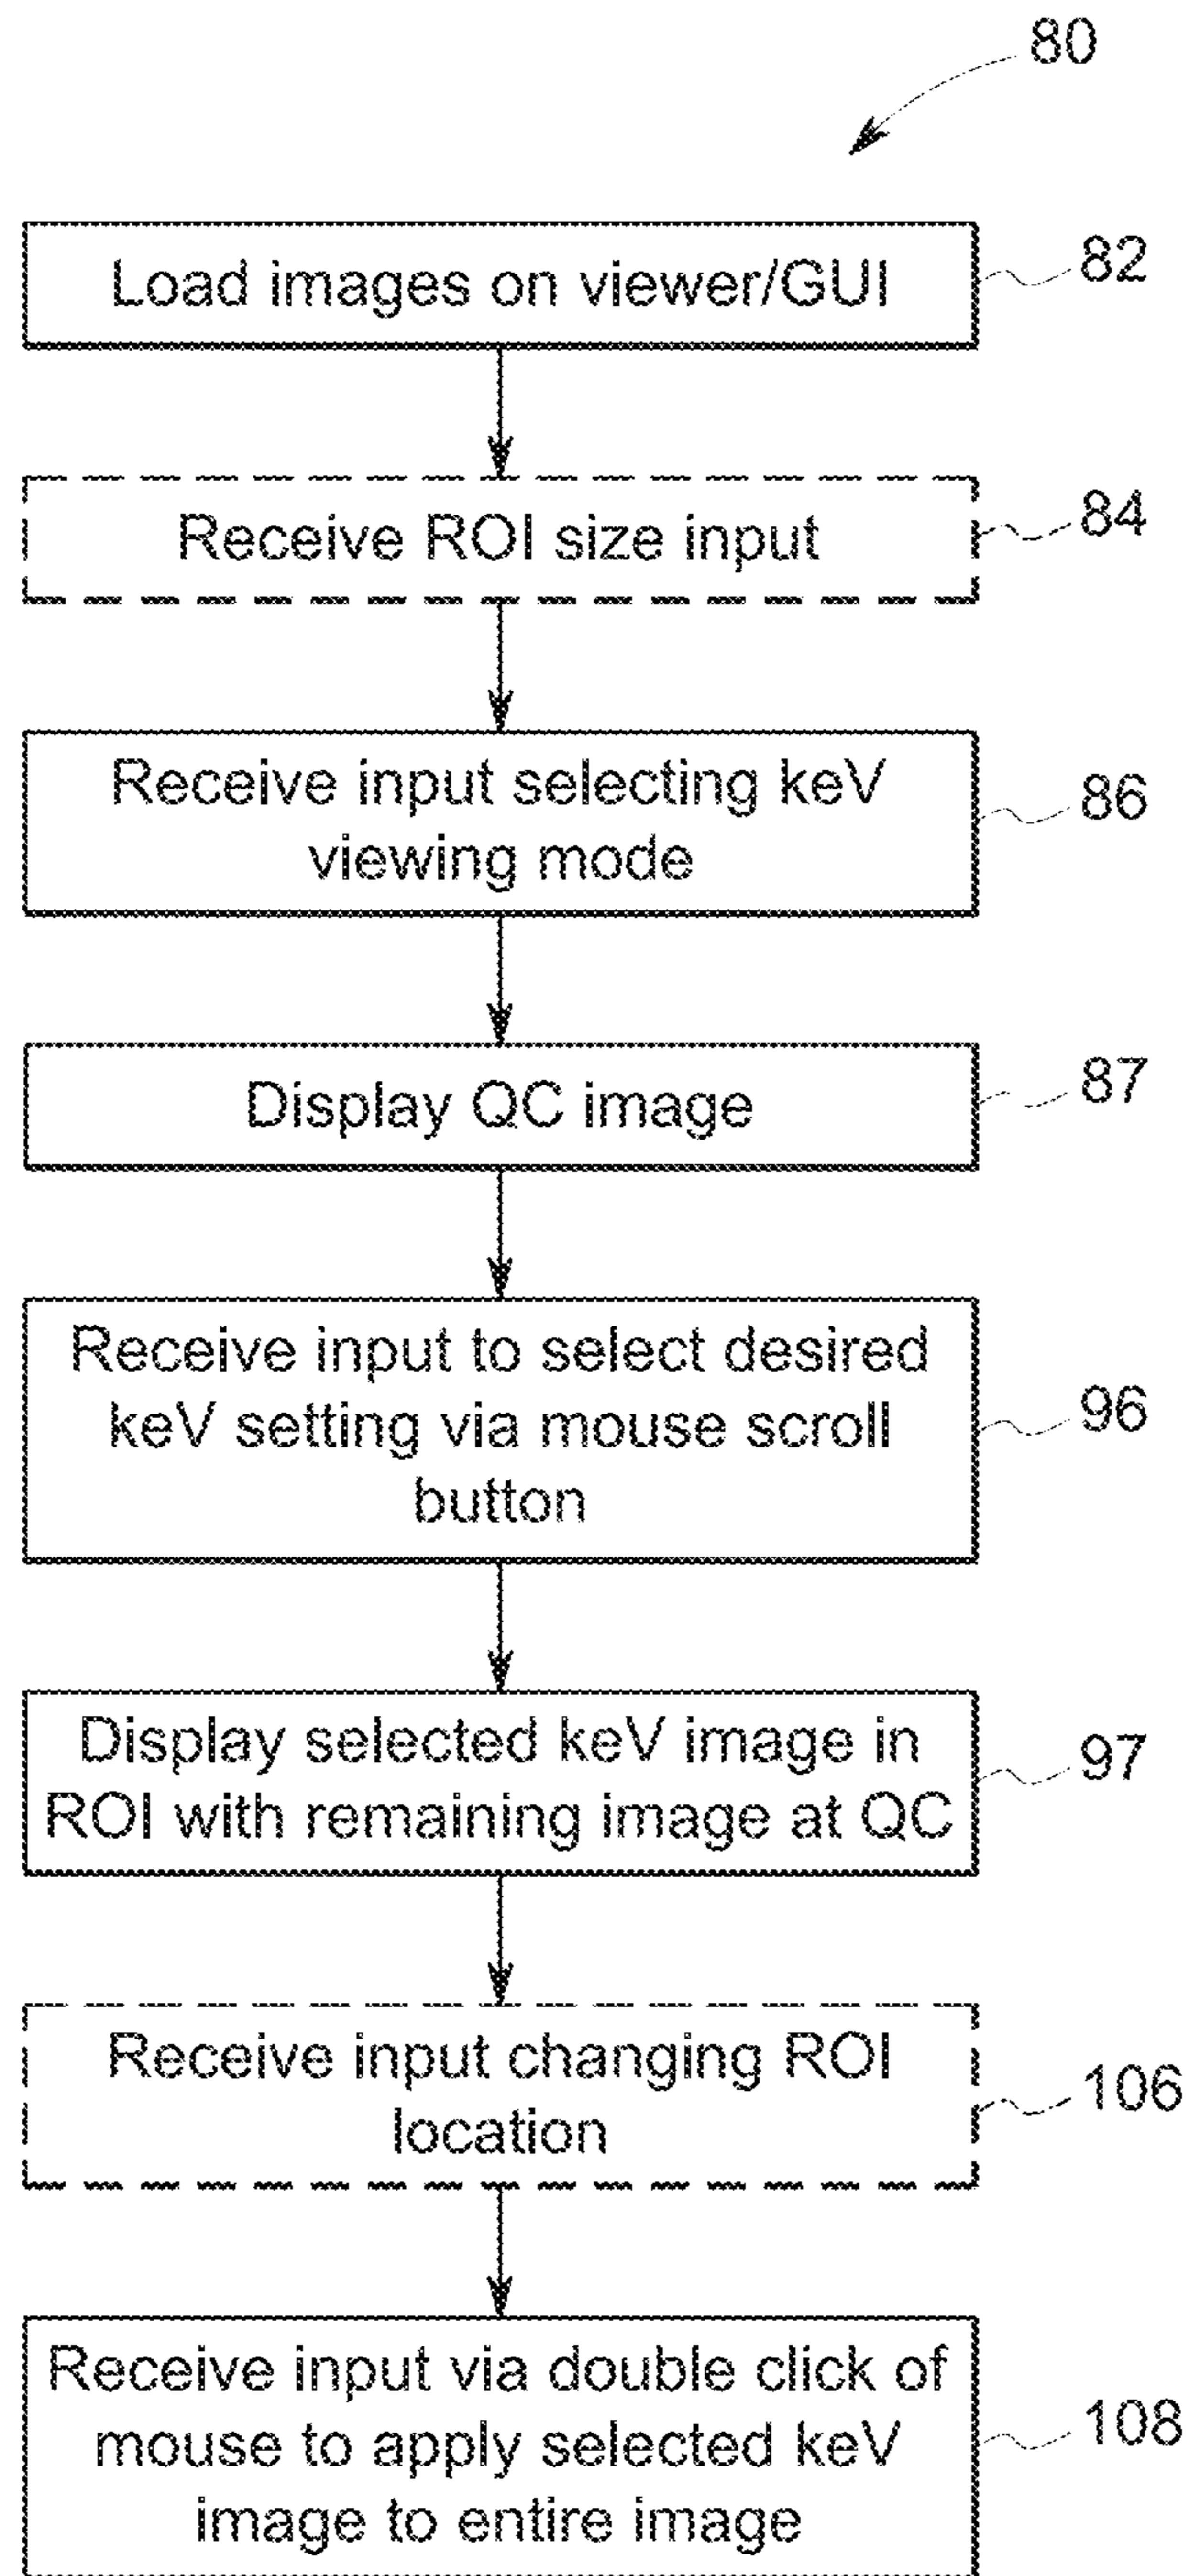 80
Load images on viewer/GUI
82
Receive ROI size input
84
Receive input selecting keV
viewing mode
86
Display QC image
87
Receive input to select desired
keV setting via mouse scroll
button
96
Display selected keV image in
ROI with remaining image at QC
97
Receive input changing ROI
location
106
Receive input via double click of
mouse to apply selected keV
image to entire image
108